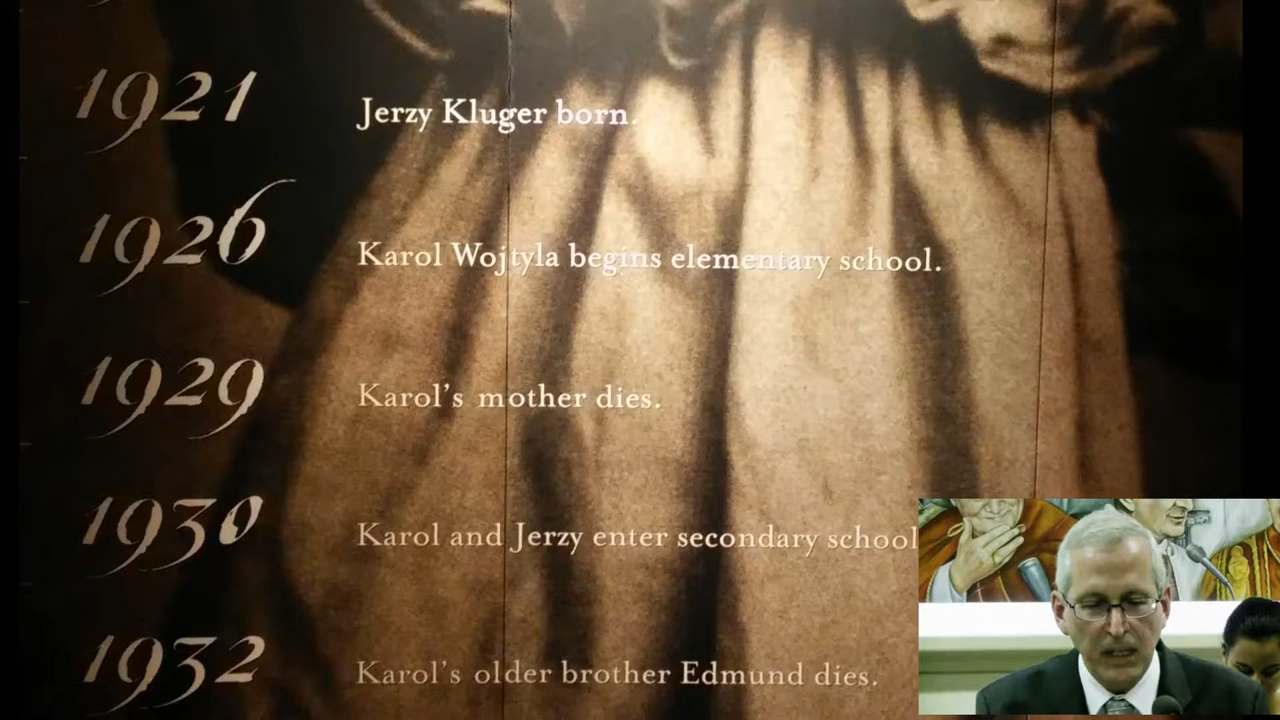 1921 Jerzy Kluger born.
1926 Karol Wojtyla begins elementary school.
1929 Karol's mother dies.
1930 Karol and Jerzy enter secondary school
1932 Karol's older brother Edmund dies.